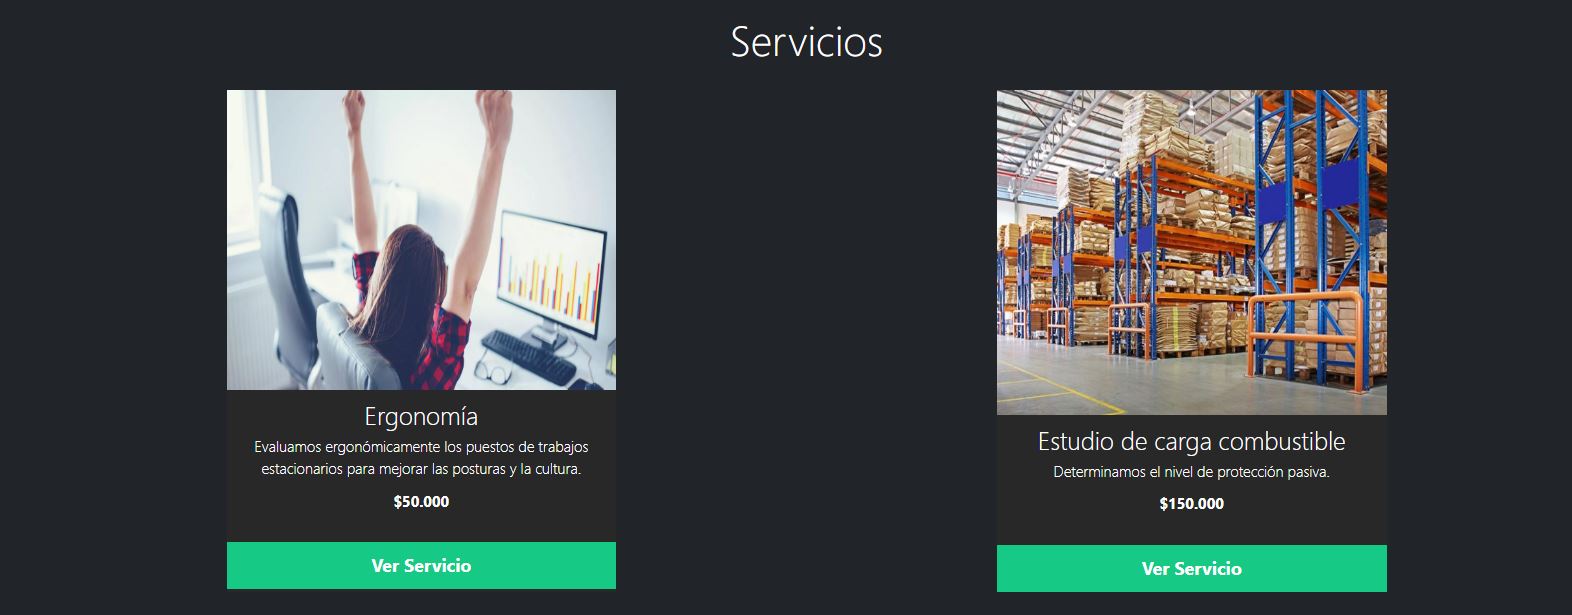 Servicios
Ergonomía
Evaluamos ergonómicamente los puestos de trabajos
estacionarios para mejorar las posturas y la cultura.
$50.000
Ver Servicio
Estudio de carga combustible
Determinamos el nivel de protección pasiva.
$150.000
Ver Servicio